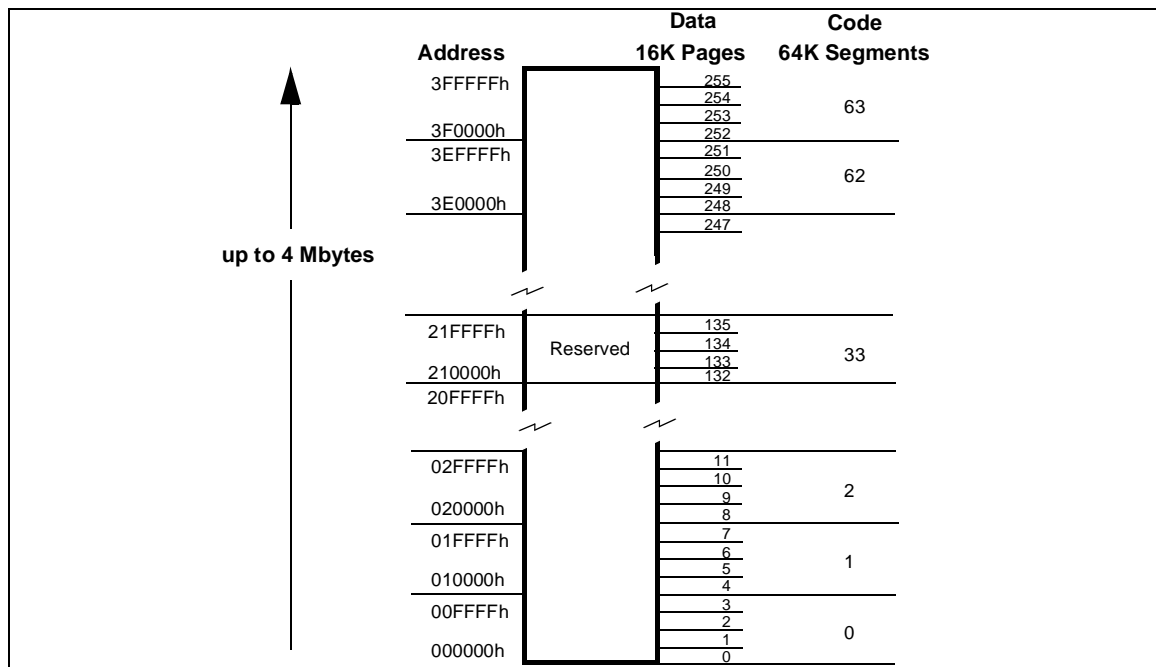 Data Code
Address 16K Pages 64K Segments
3FFFFFh 255
254
253 63
3F0000h 252
3EFFFFh 251
250 62
249
3E0000h 248
247
up to 4 Mbytes
21FFFFh 135
Reserved 134 33
133
210000h 132
20FFFFh
02FFFFh 11
10
9 2
020000h 8
01FFFFh 7
6
5 1
010000h 4
00FFFFh 3
2
1 0
000000h 0